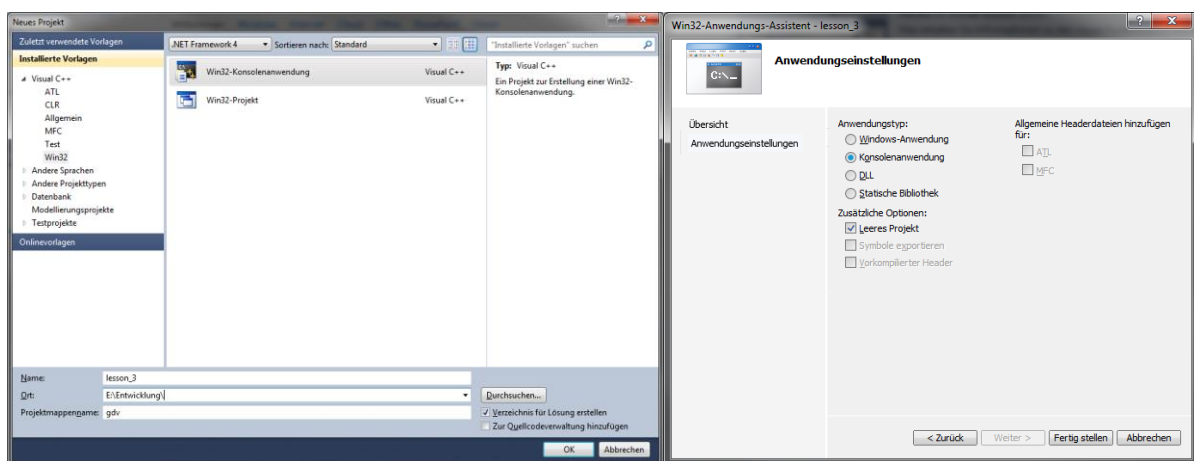 Neues Projekt
Zuletzt verwendete Vorlagen
Installierte Vorlagen
Visual C++
ATL
CLR
Allgemein
MFC
Test
Win32
Andere Sprachen
Andere Projekttypen
Datenbank
Modellierungsprojekte
Testprojekte
Onlinevorlagen
.NET Framework 4 Sortieren nach: Standard
Win32-Konsolenanwendung Visual C++
Win32-Projekt Visual C++
"Installierte Vorlagen" suchen
Typ: Visual C++
Ein Projekt zur Erstellung einer Win32-
Konsolenanwendung.
Name: lesson_3
Ort: E:\Entwicklung\
Projektmappenname: gdv
Durchsuchen...
Verzeichnis für Lösung erstellen
Zur Quellcodeverwaltung hinzufügen
OK Abbrechen
Win32-Anwendungs-Assistent - lesson_3
C:\_
Anwendungseinstellungen
Übersicht
Anwendungseinstellungen
Anwendungstyp:
Windows-Anwendung
Konsolenanwendung
DLL
Statische Bibliothek
Zusätzliche Optionen:
Leeres Projekt
Symbole exportieren
Vorkompilierter Header
Allgemeine Headerdateien hinzufügen
für:
ATL
MFC
< Zurück Weiter > Fertig stellen Abbrechen